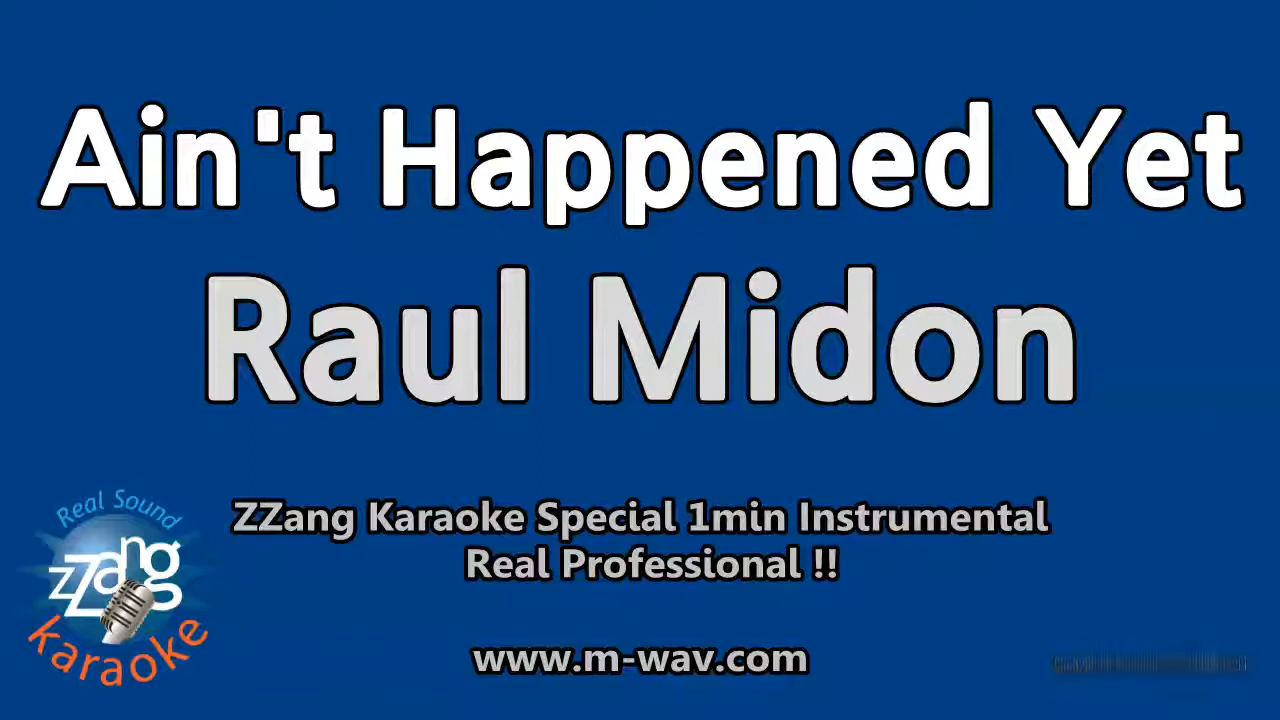 Ain't Happened Yet
Raul Midon
ZZang Karaoke Special 1min Instrumental
Real Professional !!
Real Sound
zZang
karaoke
www.m-wav.com